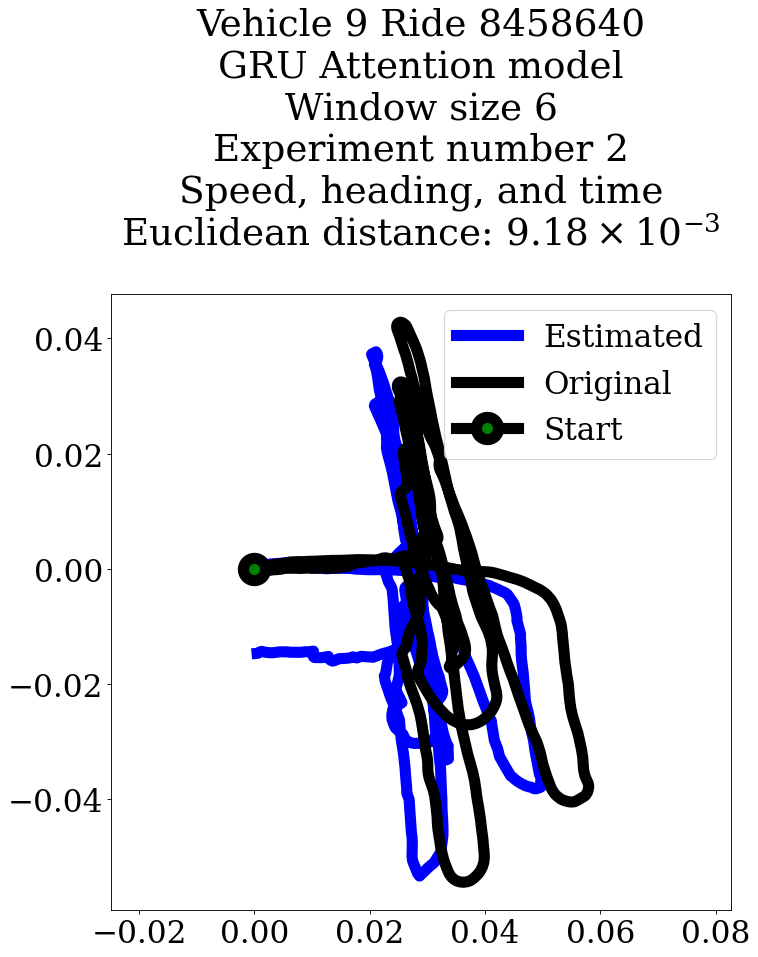 Vehicle 9 Ride 8458640
GRU Attention model
Window size 6
Experiment number 2
Speed, heading, and time
Euclidean distance: 9.18 × 10⁻³
Estimated
Original
Start
0.04
0.02
0.00
−0.02
−0.04
−0.02 0.00 0.02 0.04 0.06 0.08